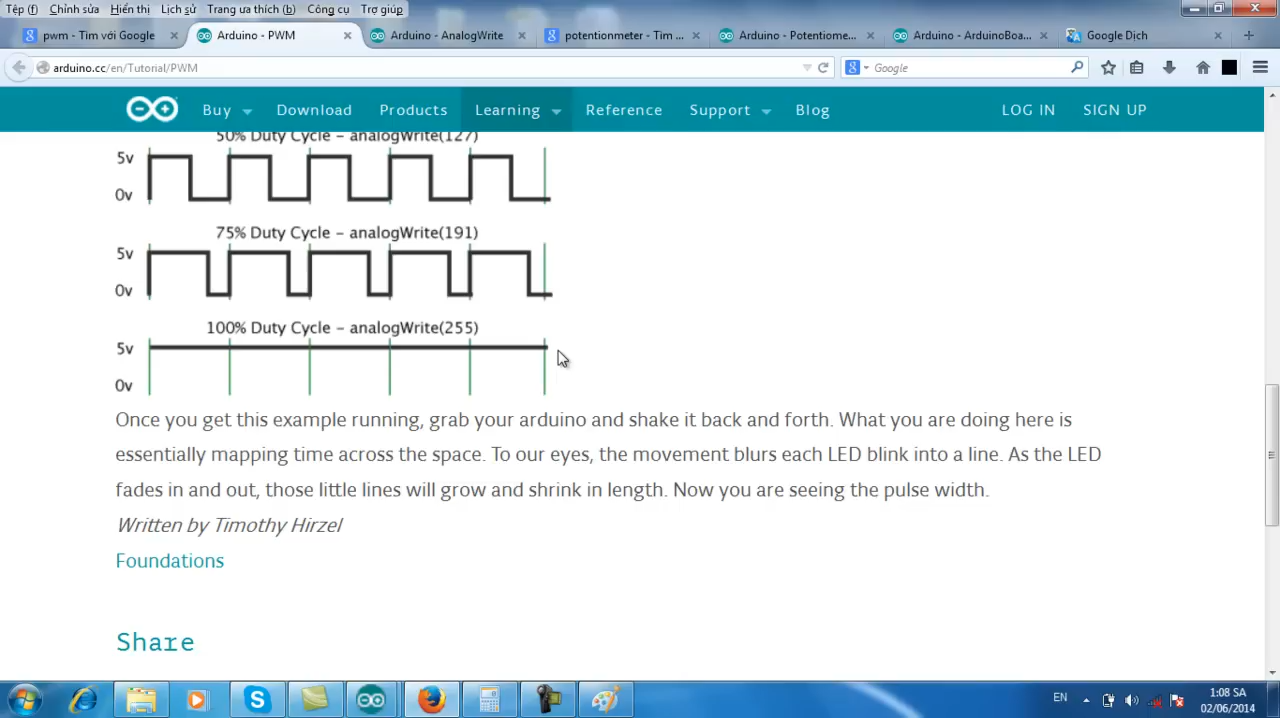 Tệp (f) Chỉnh sửa Hiển thị Lịch sử Trang ưa thích (b) Công cụ Trợ giúp
pwm - Tìm với Google Arduino - PWM Arduino - AnalogWrite potentionmeter - Tim ... Arduino - Potentiome... Arduino - ArduinoBoa... Google Dịch
arduino.cc/en/Tutorial/PWM Google
Buy Download Products Learning Reference Support Blog LOG IN SIGN UP
50% Duty Cycle - analogWrite(127)
5v
0v
75% Duty Cycle - analogWrite(191)
5v
0v
100% Duty Cycle - analogWrite(255)
5v
0v
Once you get this example running, grab your arduino and shake it back and forth. What you are doing here is
essentially mapping time across the space. To our eyes, the movement blurs each LED blink into a line. As the LED
fades in and out, those little lines will grow and shrink in length. Now you are seeing the pulse width.
Written by Timothy Hirzel
Foundations
Share
EN 1:08 SA
02/06/2014